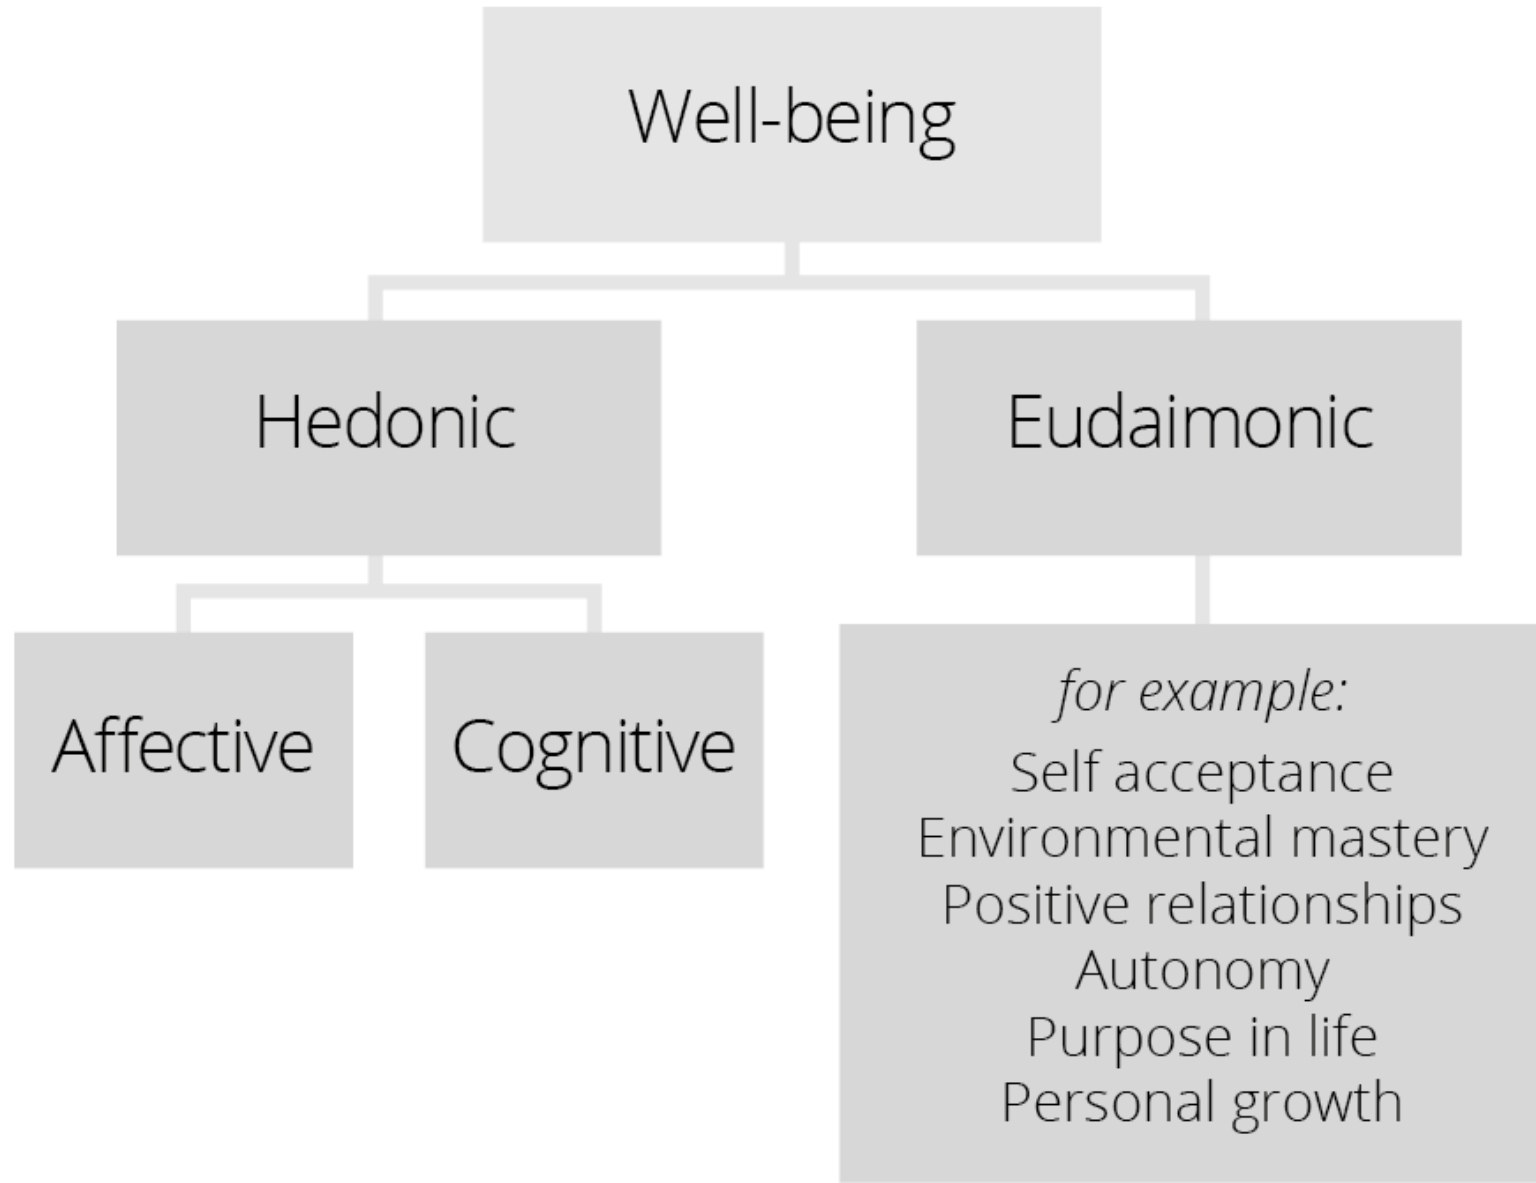 Well-being
Hedonic
Eudaimonic
Affective
Cognitive
for example:
Self acceptance
Environmental mastery
Positive relationships
Autonomy
Purpose in life
Personal growth